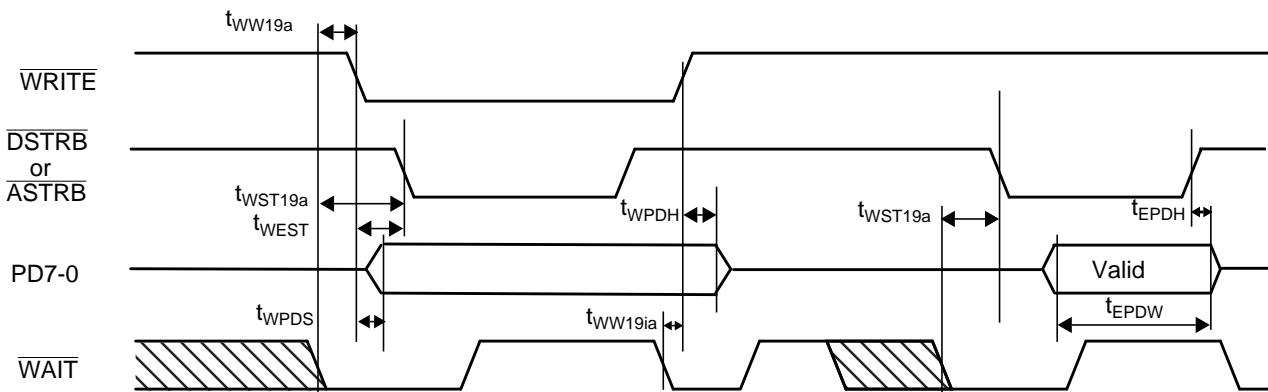 tWW19a
WRITE
DSTRB
or
ASTRB
tWST19a
tWEST
tWPDH
tWST19a
tEPDH
PD7-0
Valid
tWPDS
tWW19ia
tEPDW
WAIT